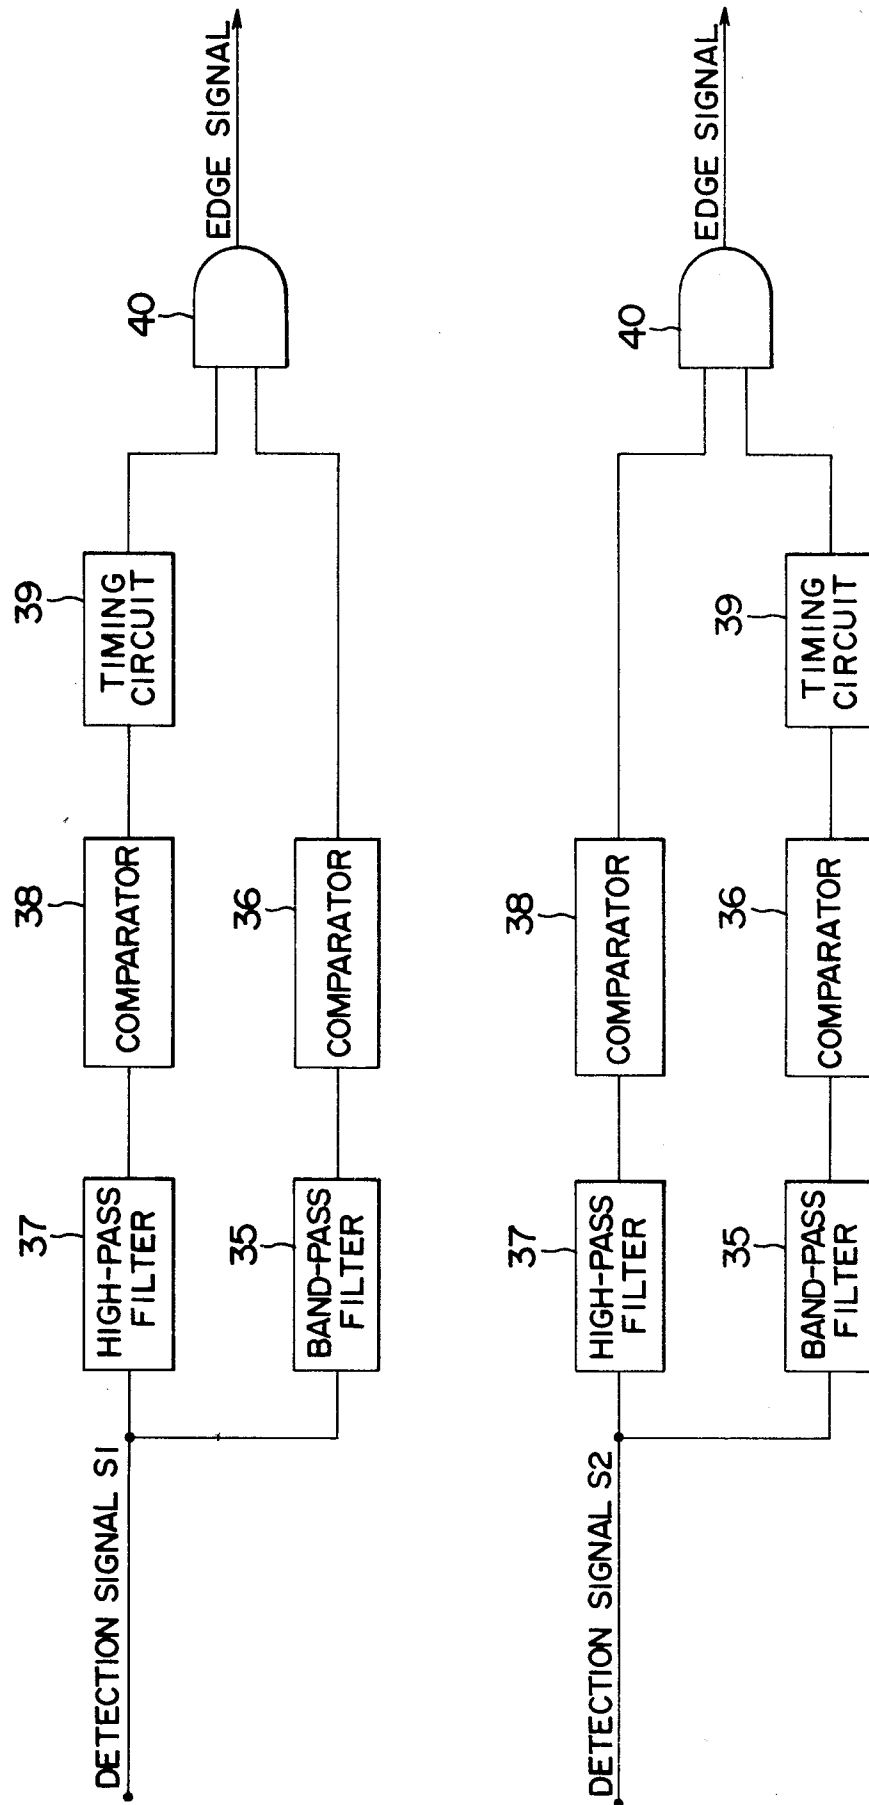 DETECTION SIGNAL S1
37
HIGH-PASS
FILTER
38
COMPARATOR
39
TIMING
CIRCUIT
35
BAND-PASS
FILTER
36
COMPARATOR
40
EDGE SIGNAL
DETECTION SIGNAL S2
37
HIGH-PASS
FILTER
38
COMPARATOR
35
BAND-PASS
FILTER
36
COMPARATOR
39
TIMING
CIRCUIT
40
EDGE SIGNAL